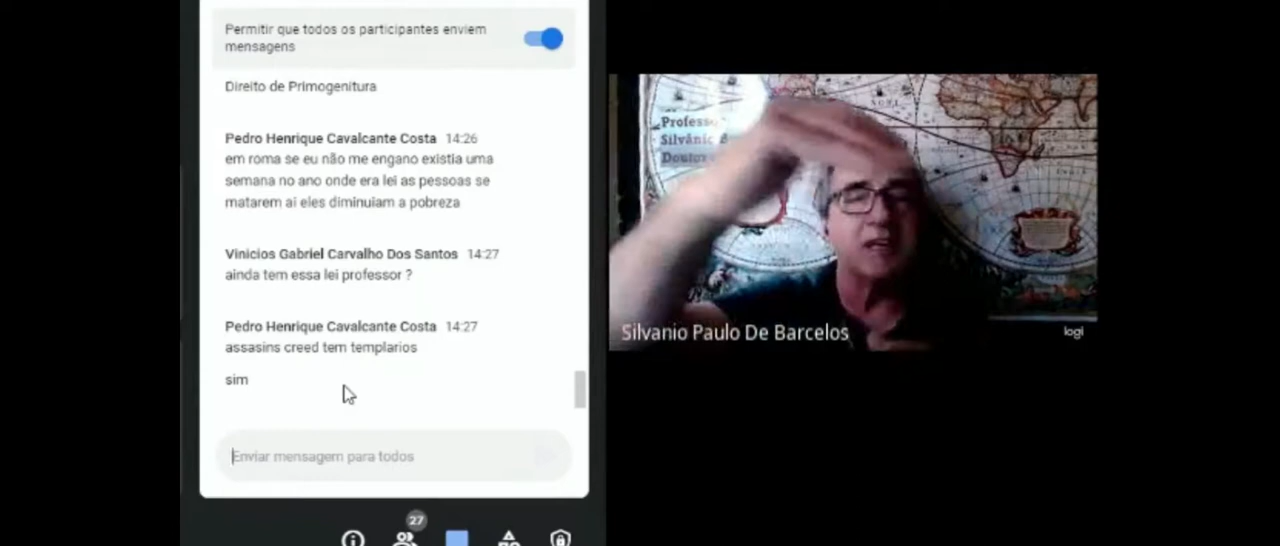 Permitir que todos os participantes enviem
mensagens
Direito de Primogenitura
Pedro Henrique Cavalcante Costa 14:26
em roma se eu não me engano existia uma
semana no ano onde era lei as pessoas se
matarem ai eles diminuiam a pobreza
Vinicios Gabriel Carvalho Dos Santos 14:27
ainda tem essa lei professor ?
Pedro Henrique Cavalcante Costa 14:27
assasins creed tem templarios
sim
Enviar mensagem para todos
27
Silvânio
Silvanio Paulo De Barcelos
logi